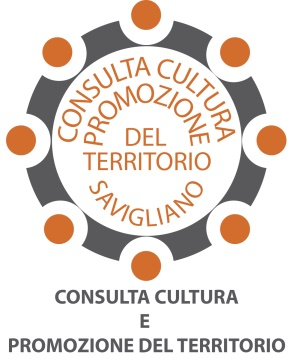 CONSULTA CULTURA
PROMOZIONE
DEL
TERRITORIO
SAVIGLIANO
CONSULTA CULTURA
E
PROMOZIONE DEL TERRITORIO